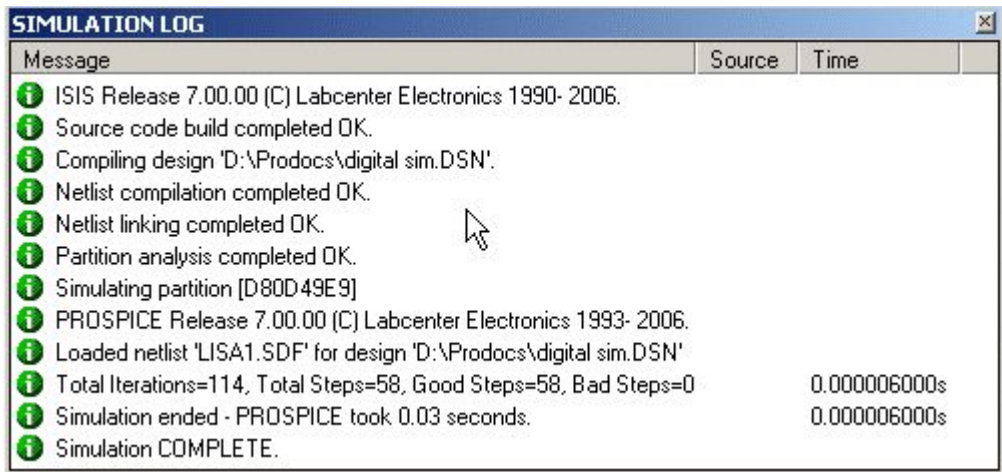 SIMULATION LOG
Message Source Time
ISIS Release 7.00.00 (C) Labcenter Electronics 1990- 2006.
Source code build completed OK.
Compiling design 'D:\Prodocs\digital sim.DSN'.
Netlist compilation completed OK.
Netlist linking completed OK.
Partition analysis completed OK.
Simulating partition [D80D49E9]
PROSPICE Release 7.00.00 (C) Labcenter Electronics 1993- 2006.
Loaded netlist 'LISA1.SDF' for design 'D:\Prodocs\digital sim.DSN'
Total Iterations=114, Total Steps=58, Good Steps=58, Bad Steps=0 0.000006000s
Simulation ended - PROSPICE took 0.03 seconds. 0.000006000s
Simulation COMPLETE.